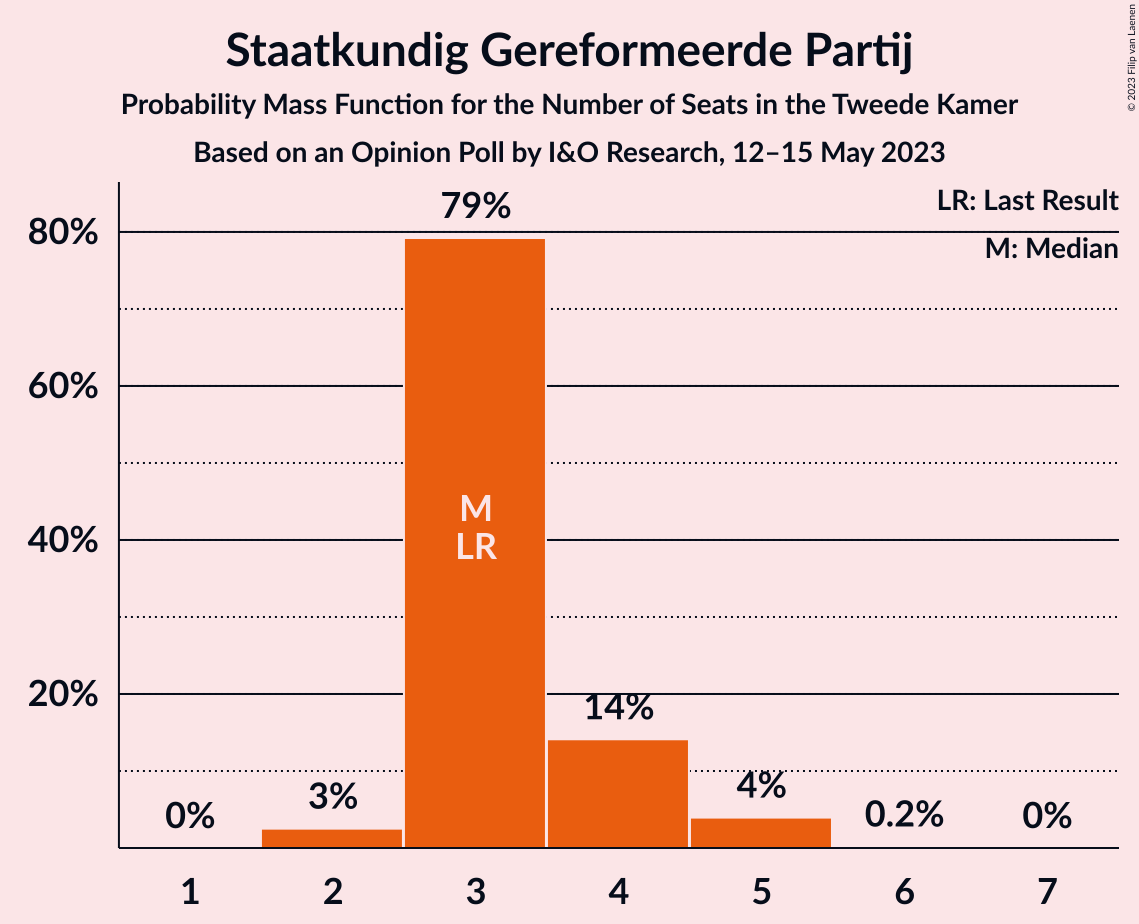 Staatkundig Gereformeerde Partij
Probability Mass Function for the Number of Seats in the Tweede Kamer
Based on an Opinion Poll by I&O Research, 12–15 May 2023
© 2023 Filip van Laenen
LR: Last Result
M: Median
80%
60%
40%
20%
0%
3%
79%
M
LR
14%
4%
0.2%
0%
1
2
3
4
5
6
7